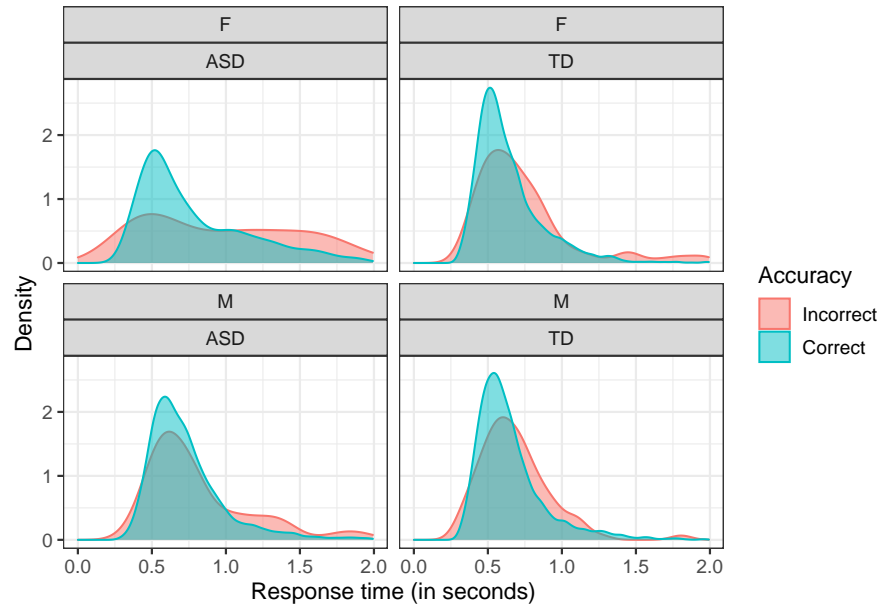 F
F
ASD
TD
2
1
0
M
M
ASD
TD
2
1
0
0.0
0.5
1.0
1.5
2.0
0.0
0.5
1.0
1.5
2.0
Response time (in seconds)
Density
Accuracy
Incorrect
Correct